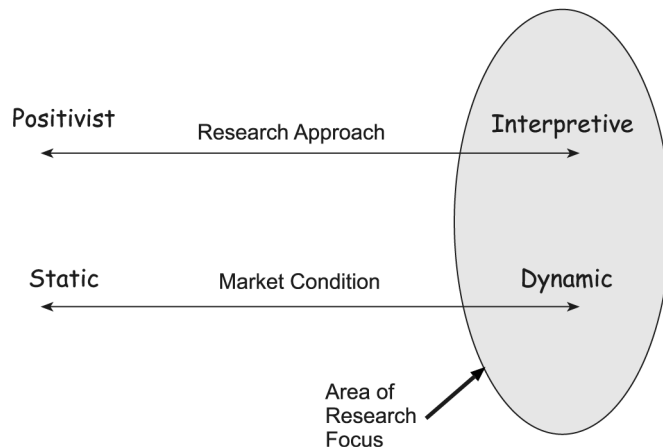 Positivist
Research Approach
Interpretive
Static
Market Condition
Dynamic
Area of
Research
Focus